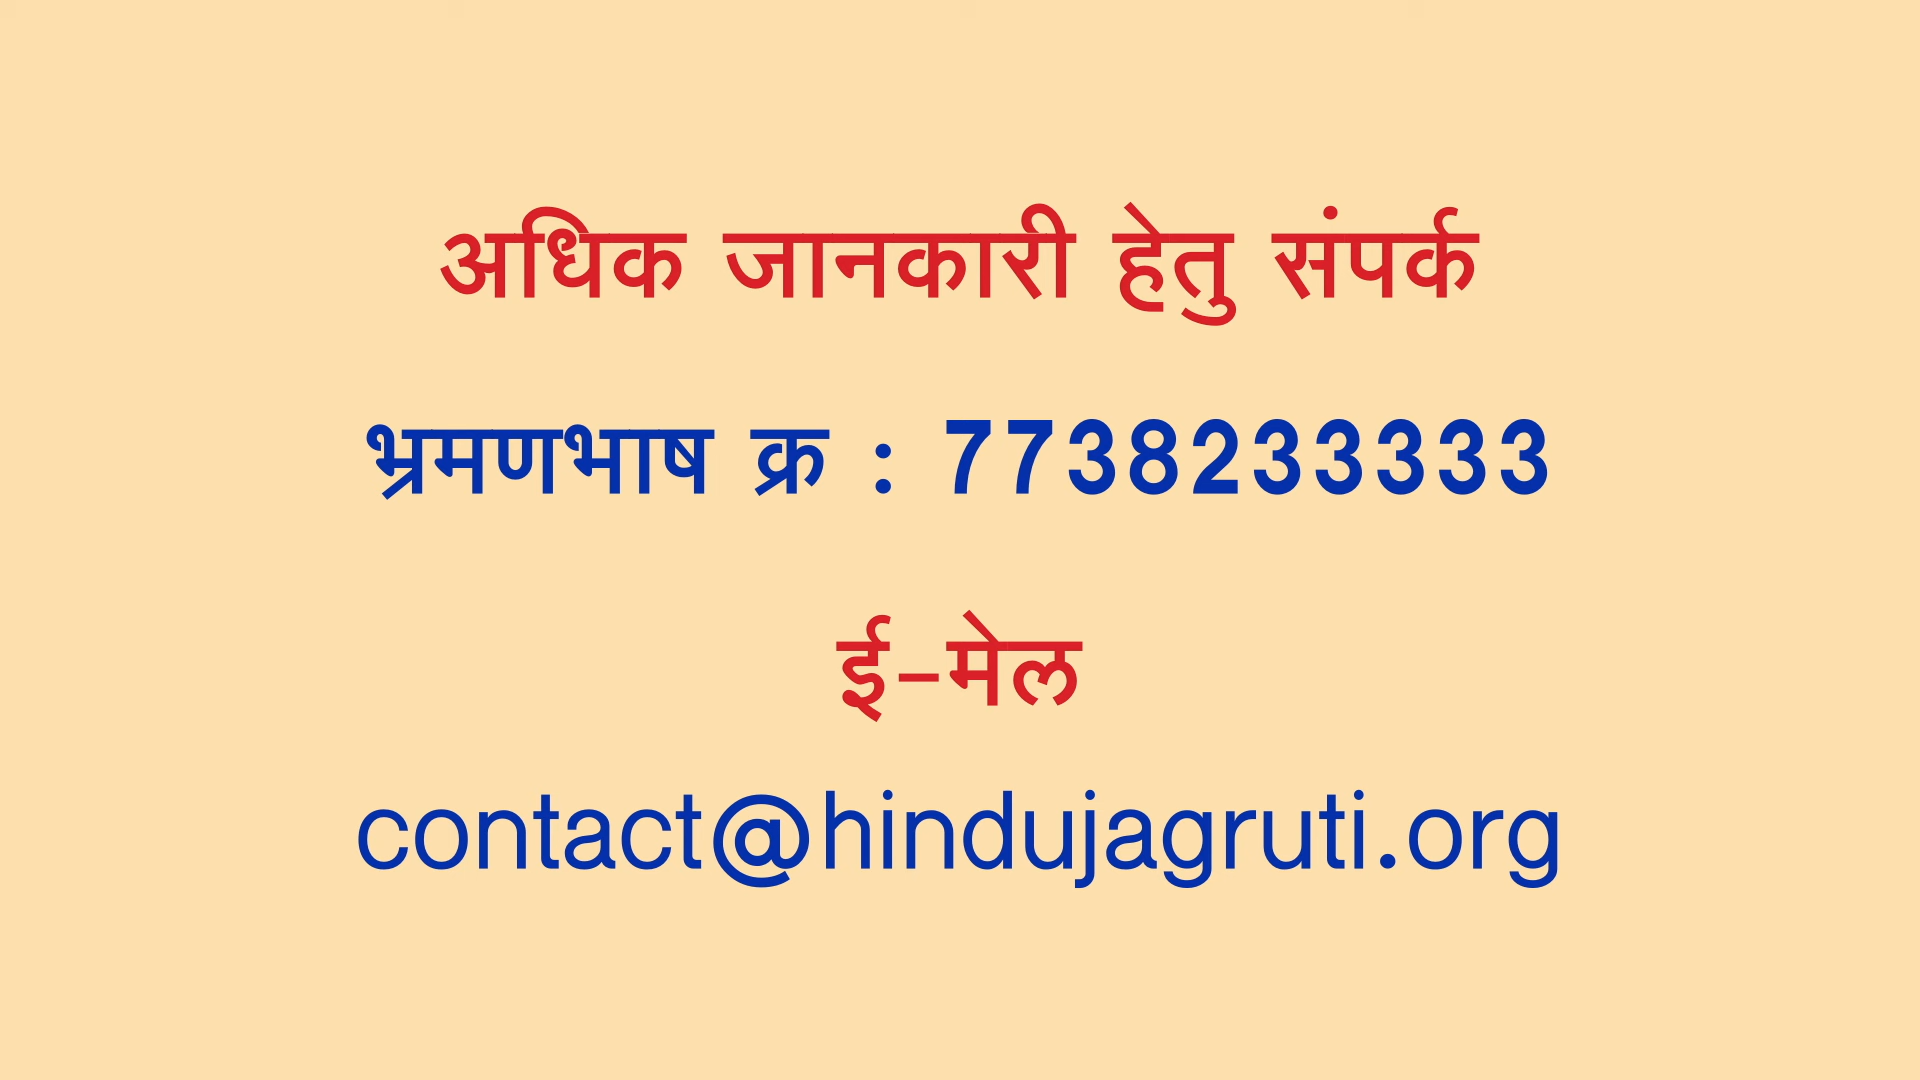 अधिक जानकारी हेतु संपर्क
भ्रमणभाष क्र : 7738233333
ई-मेल
contact@hindujagruti.org